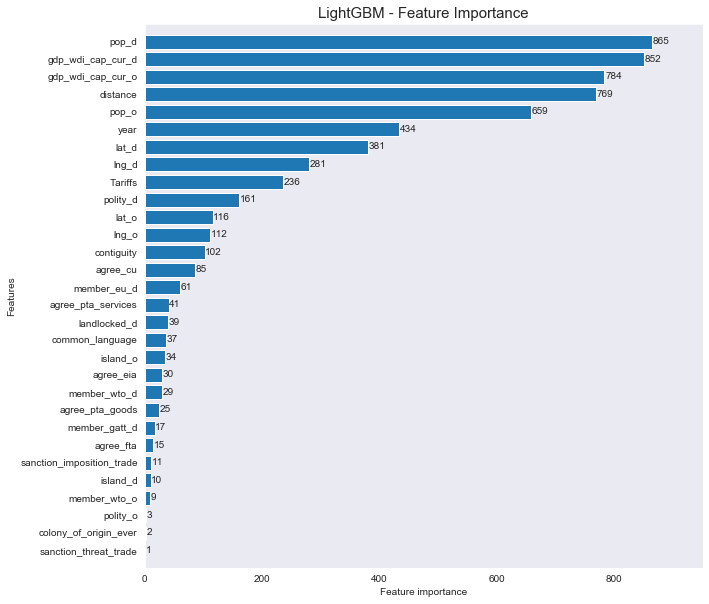 LightGBM - Feature Importance
Features
pop_d 865
gdp_wdi_cap_cur_d 852
gdp_wdi_cap_cur_o 784
distance 769
pop_o 659
year 434
lat_d 381
lng_d 281
Tariffs 236
polity_d 161
lat_o 116
lng_o 112
contiguity 102
agree_cu 85
member_eu_d 61
agree_pta_services 41
landlocked_d 39
common_language 37
island_o 34
agree_eia 30
member_wto_d 29
agree_pta_goods 25
member_gatt_d 17
agree_fta 15
sanction_imposition_trade 11
island_d 10
member_wto_o 9
polity_o 3
colony_of_origin_ever 2
sanction_threat_trade 1
0 200 400 600 800
Feature importance